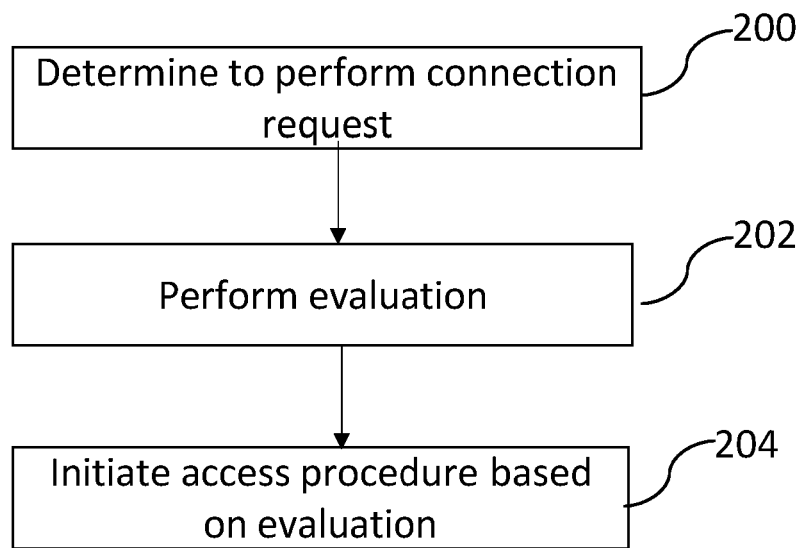 200
Determine to perform connection
request
202
Perform evaluation
204
Initiate access procedure based
on evaluation